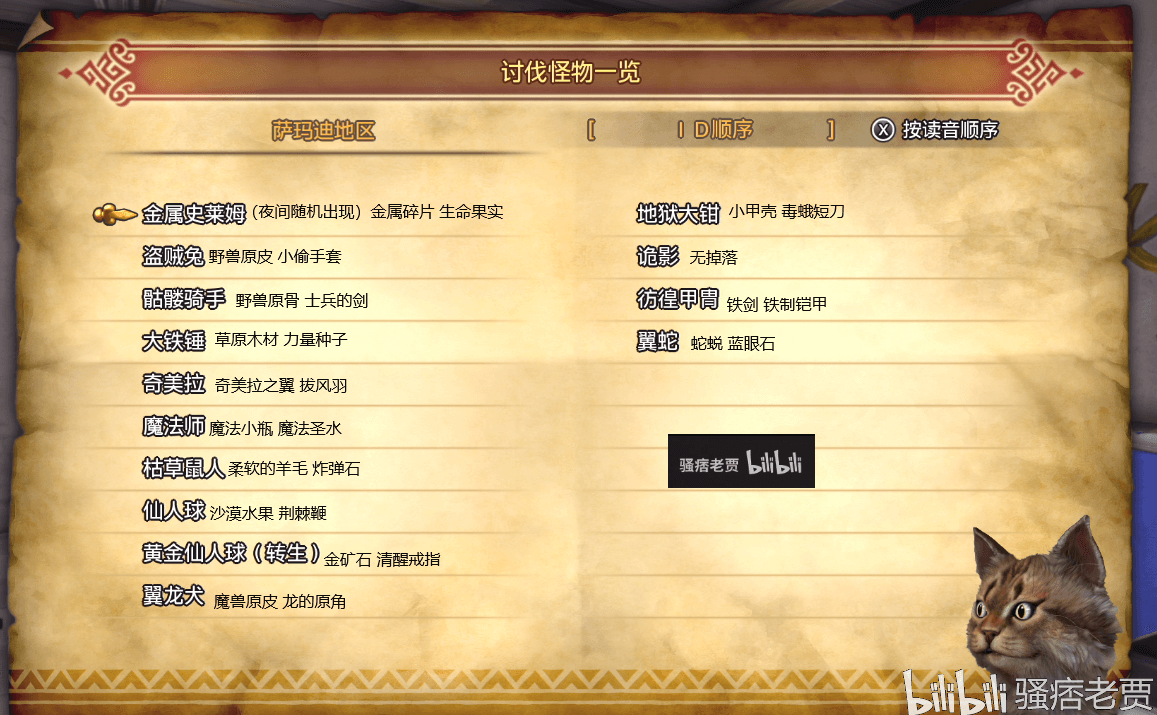 讨伐怪物一览
萨玛迪地区
[ ID顺序 ] Ⓧ 按读音顺序
金属史莱姆 (夜间随机出现) 金属碎片 生命果实
盗贼兔 野兽原皮 小偷手套
骷髅骑手 野兽原骨 士兵的剑
大铁锤 草原木材 力量种子
奇美拉 奇美拉之翼 拔风羽
魔法师 魔法小瓶 魔法圣水
枯草鼠人 柔软的羊毛 炸弹石
仙人球 沙漠水果 荆棘鞭
黄金仙人球(转生) 金矿石 清醒戒指
翼龙犬 魔兽原皮 龙的原角
地狱大钳 小甲壳 毒蛾短刀
诡影 无掉落
彷徨甲胄 铁剑 铁制铠甲
翼蛇 蛇蜕 蓝眼石
骚痞老贾 bilibili
bilibili 骚痞老贾